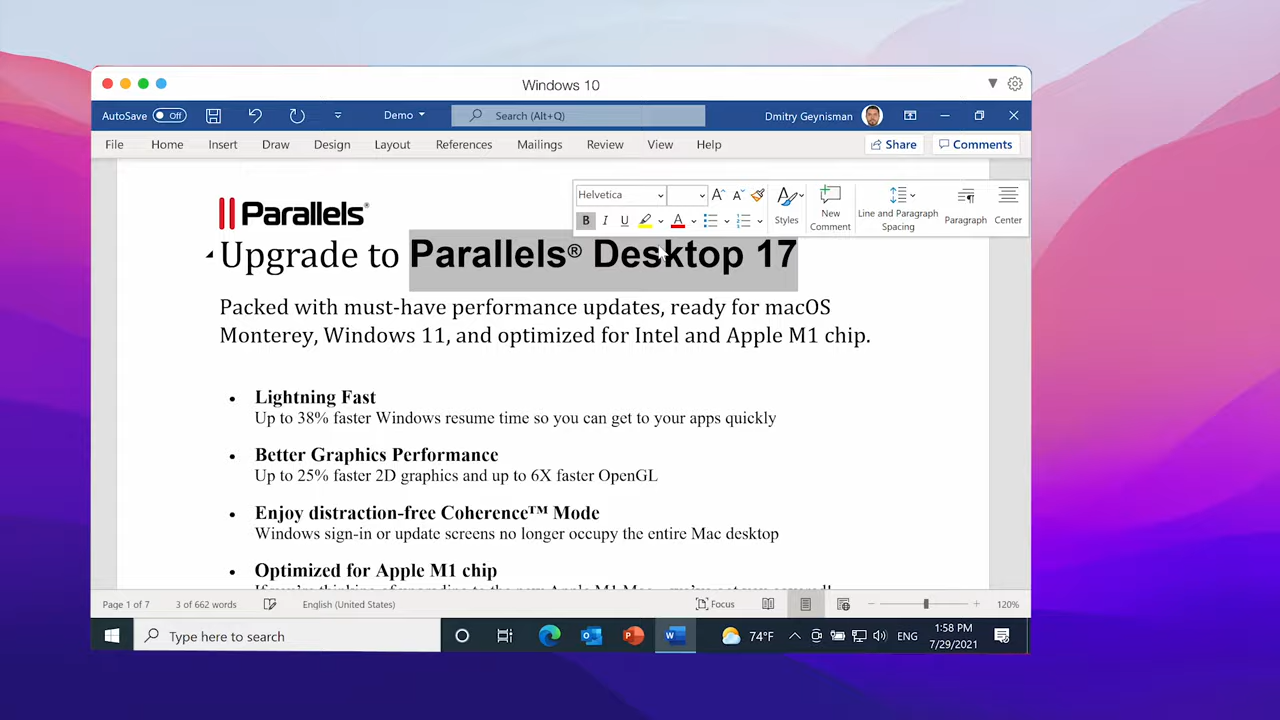 Windows 10
AutoSave Off Demo Search (Alt+Q) Dmitry Geynisman
File Home Insert Draw Design Layout References Mailings Review View Help Share Comments
Helvetica
B I U A Styles New Comment Line and Paragraph Spacing Paragraph Center
Parallels®
Upgrade to Parallels® Desktop 17
Packed with must-have performance updates, ready for macOS
Monterey, Windows 11, and optimized for Intel and Apple M1 chip.
• Lightning Fast
Up to 38% faster Windows resume time so you can get to your apps quickly
• Better Graphics Performance
Up to 25% faster 2D graphics and up to 6X faster OpenGL
• Enjoy distraction-free Coherence™ Mode
Windows sign-in or update screens no longer occupy the entire Mac desktop
• Optimized for Apple M1 chip
Page 1 of 7 3 of 662 words English (United States) Focus 120%
Type here to search 74°F ENG 1:58 PM
7/29/2021